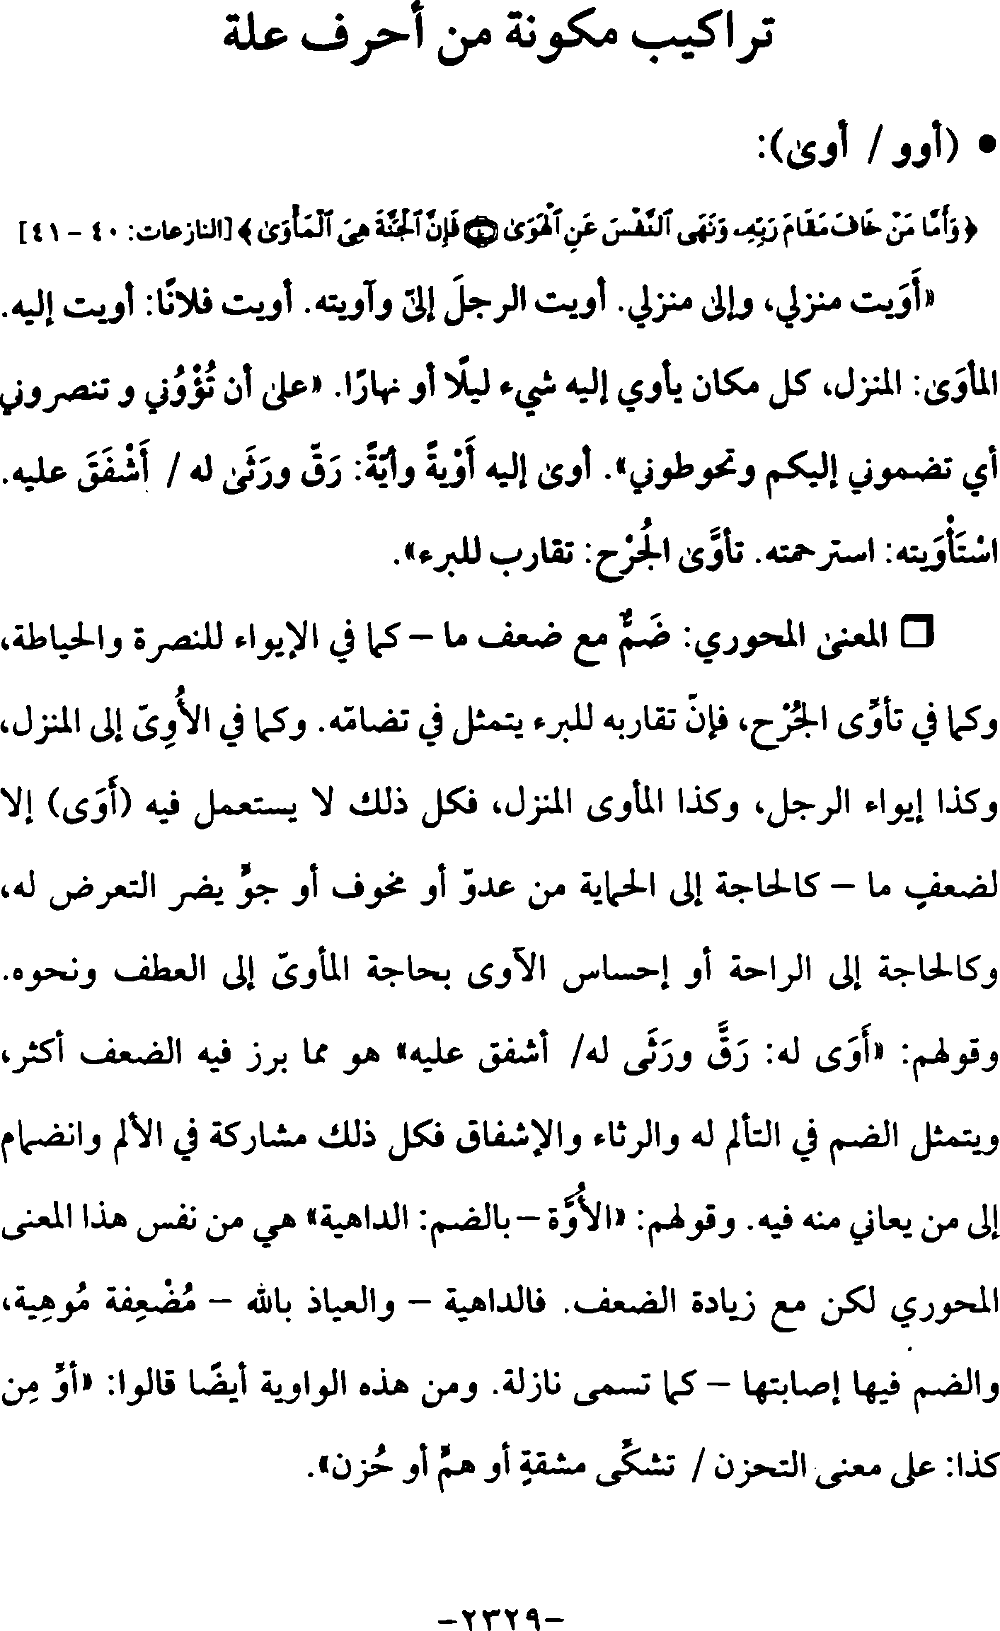 تراكيب مكونة من أحرف علة
• (أوو / أوىٰ):
﴿وَأَمَّا مَنْ خَافَ مَقَامَ رَبِّهِۦ وَنَهَى ٱلنَّفْسَ عَنِ ٱلْهَوَىٰ ۝٤٠ فَإِنَّ ٱلْجَنَّةَ هِىَ ٱلْمَأْوَىٰ﴾ [النازعات: ٤٠ – ٤١]
«أَوَيت منزلي، وإلىٰ منزلي. أويت الرجلَ إليّ وآويته. أويت فلانًا: أويت إليه.
المأوَىٰ: المنزل، كل مكان يأوي إليه شيء ليلًا أو نهارًا. «علىٰ أن تُؤْوُني و تنصروني
أي تضموني إليكم وتحوطوني». أوىٰ إليه أَوْيةً وأيّةً: رَقّ ورَثَىٰ له / أَشْفَقَ عليه.
اسْتَأْوَيته: استرحمته. تأوَّىٰ الجُرْح: تقارب للبرء».
❑ المعنىٰ المحوري: ضَمٌّ مع ضعف ما – كما في الإيواء للنصرة والحياطة،
وكما في تأوِّى الجُرْح، فإنّ تقاربه للبرء يتمثل في تضامّه. وكما في الأُوِىّ إلى المنزل،
وكذا إيواء الرجل، وكذا المأوى المنزل، فكل ذلك لا يستعمل فيه (أَوَى) إلا
لضعفٍ ما – كالحاجة إلى الحماية من عدوّ أو مخوف أو جوٍّ يضر التعرض له،
وكالحاجة إلى الراحة أو إحساس الآوى بحاجة المأوىّ إلى العطف ونحوه.
وقولهم: «أَوَى له: رَقَّ ورَثَى له/ أشفق عليه» هو مما برز فيه الضعف أكثر،
ويتمثل الضم في التألم له والرثاء والإشفاق فكل ذلك مشاركة في الألم وانضمام
إلى من يعاني منه فيه. وقولهم: «الأُوَّة – بالضم: الداهية» هي من نفس هذا المعنى
المحوري لكن مع زيادة الضعف. فالداهية – والعياذ بالله – مُضْعِفة مُوهِية،
والضم فيها إصابتها – كما تسمى نازلة. ومن هذه الواوية أيضًا قالوا: «أوِّ مِن
كذا: على معنى التحزن / تشكِّى مشقةٍ أو همٍّ أو حُزن».
–٢٣٢٩–